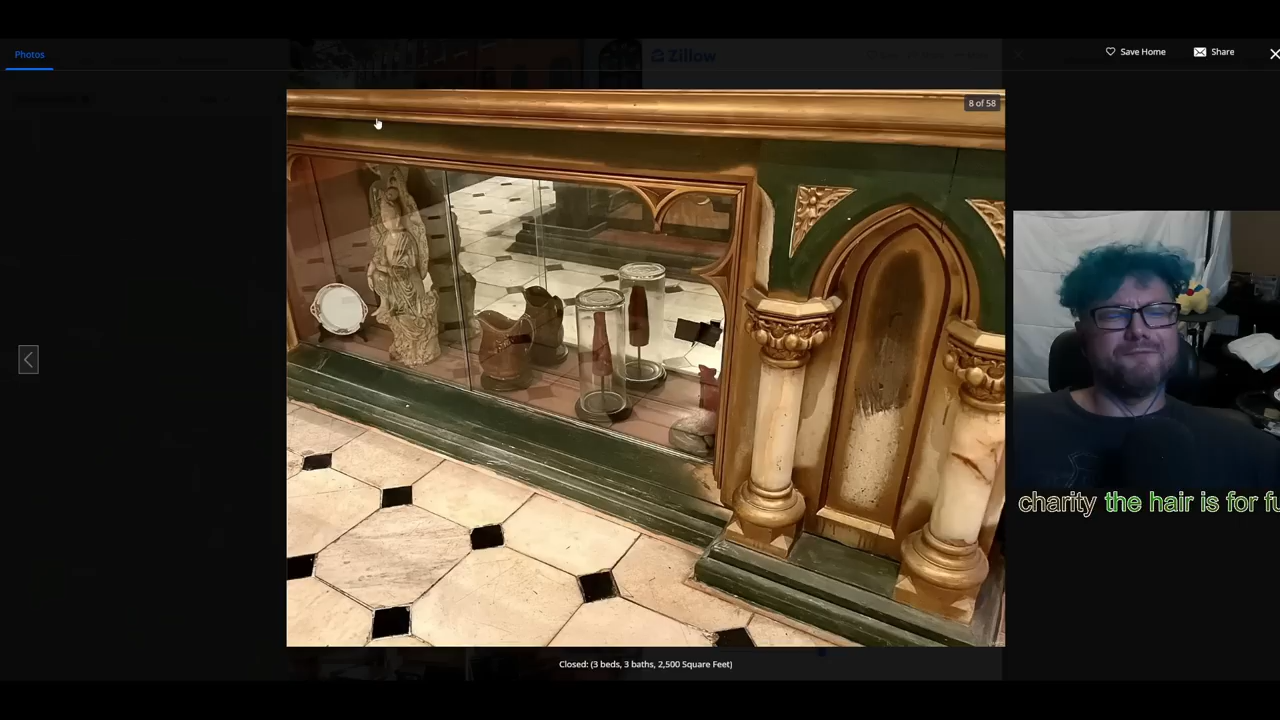 Photos
Zillow
Save Home
Share
8 of 58
charity the hair is for fu
Closed: (3 beds, 3 baths, 2,500 Square Feet)